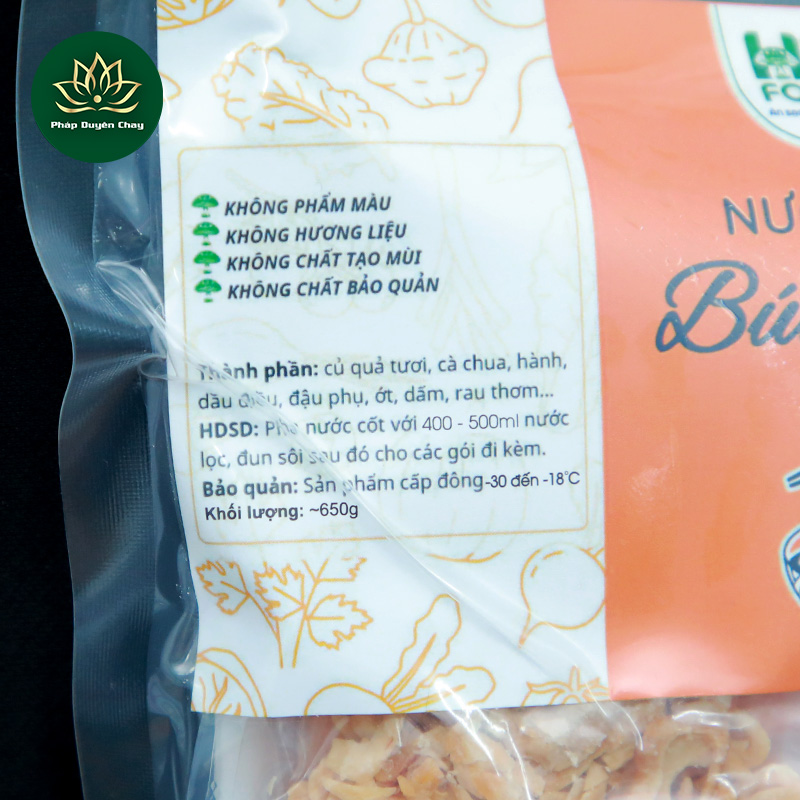 Pháp Duyên Chay
KHÔNG PHẨM MÀU
KHÔNG HƯƠNG LIỆU
KHÔNG CHẤT TẠO MÙI
KHÔNG CHẤT BẢO QUẢN
Thành phần: củ quả tươi, cà chua, hành,
dầu điều, đậu phụ, ớt, dấm, rau thơm...
HDSD: Pha nước cốt với 400 - 500ml nước
lọc, đun sôi sau đó cho các gói đi kèm.
Bảo quản: Sản phẩm cấp đông-30 đến -18°C
Khối lượng: ~650g